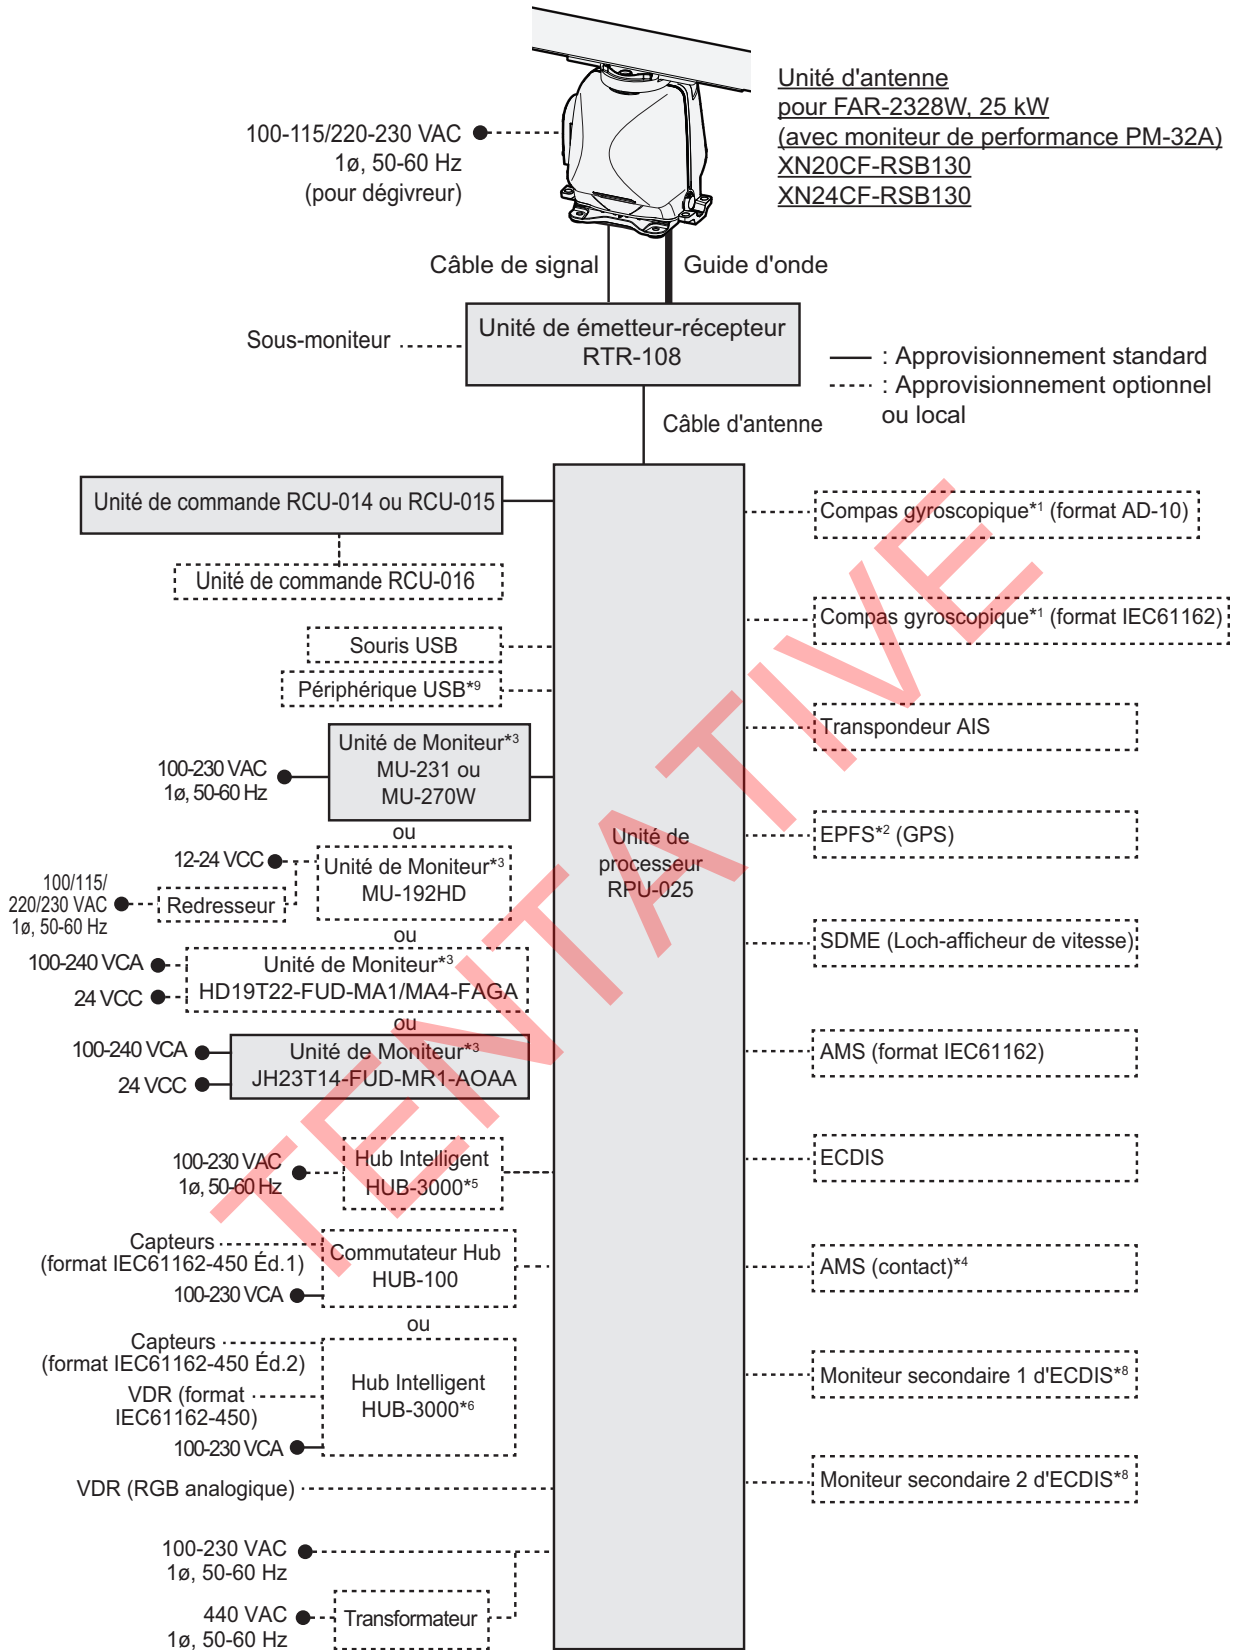 Unité d'antenne
pour FAR-2328W, 25 kW
(avec moniteur de performance PM-32A)
XN20CF-RSB130
XN24CF-RSB130
100-115/220-230 VAC
1ø, 50-60 Hz
(pour dégivreur)
Câble de signal
Guide d'onde
Sous-moniteur
Unité de émetteur-récepteur
RTR-108
: Approvisionnement standard
: Approvisionnement optionnel
ou local
Câble d'antenne
Unité de commande RCU-014 ou RCU-015
Unité de commande RCU-016
Souris USB
Périphérique USB*9
100-230 VAC
1ø, 50-60 Hz
Unité de Moniteur*3
MU-231 ou
MU-270W
ou
12-24 VCC
Unité de Moniteur*3
MU-192HD
100/115/
220/230 VAC
1ø, 50-60 Hz
Redresseur
ou
100-240 VCA
24 VCC
Unité de Moniteur*3
HD19T22-FUD-MA1/MA4-FAGA
ou
100-240 VCA
24 VCC
Unité de Moniteur*3
JH23T14-FUD-MR1-AOAA
100-230 VAC
1ø, 50-60 Hz
Hub Intelligent
HUB-3000*5
Capteurs
(format IEC61162-450 Éd.1)
100-230 VCA
Commutateur Hub
HUB-100
ou
Capteurs
(format IEC61162-450 Éd.2)
VDR (format
IEC61162-450)
100-230 VCA
Hub Intelligent
HUB-3000*6
VDR (RGB analogique)
100-230 VAC
1ø, 50-60 Hz
440 VAC
1ø, 50-60 Hz
Transformateur
Unité de
processeur
RPU-025
Compas gyroscopique*1 (format AD-10)
Compas gyroscopique*1 (format IEC61162)
Transpondeur AIS
EPFS*2 (GPS)
SDME (Loch-afficheur de vitesse)
AMS (format IEC61162)
ECDIS
AMS (contact)*4
Moniteur secondaire 1 d'ECDIS*8
Moniteur secondaire 2 d'ECDIS*8
TENTATIVE